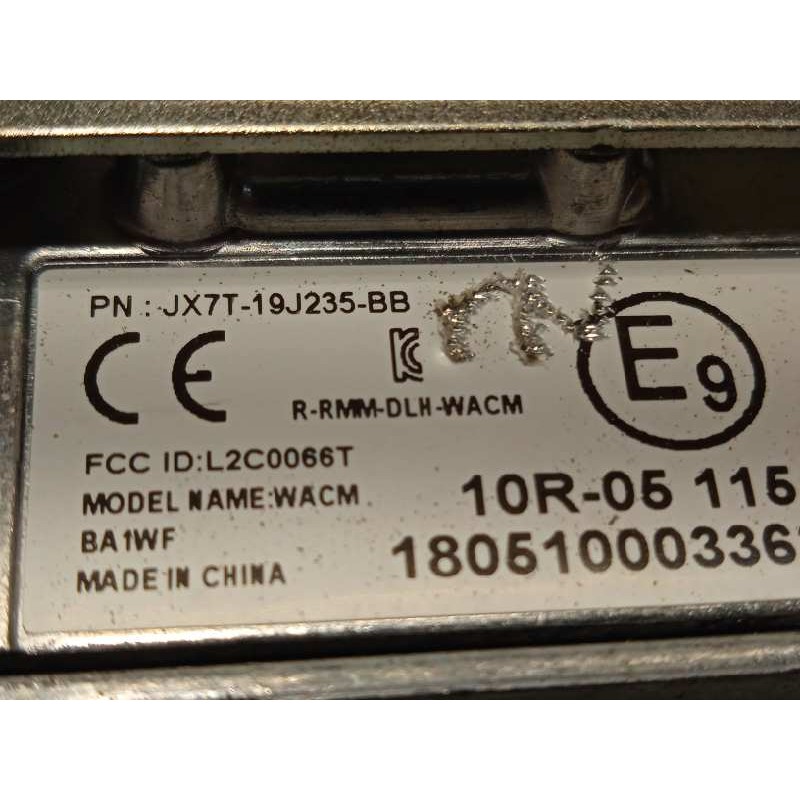 PN : JX7T-19J235-BB
CE
R-RMM-DLH-WACM
E9
FCC ID:L2C0066T
MODEL NAME:WACM
BA1WF
MADE IN CHINA
10R-05 115
18051000336